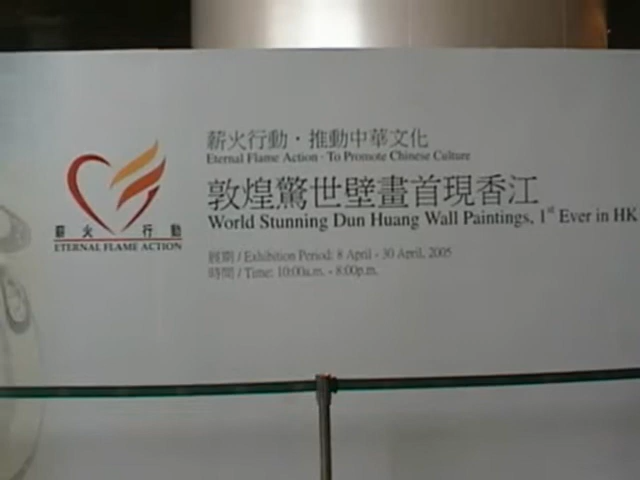 薪火行動·推動中華文化
Eternal Flame Action · To Promote Chinese Culture
敦煌驚世壁畫首現香江
World Stunning Dun Huang Wall Paintings, 1st Ever in HK
展期 / Exhibition Period: 8 April - 30 April, 2005
時間 / Time: 10:00a.m. - 8:00p.m.
薪火行動
ETERNAL FLAME ACTION